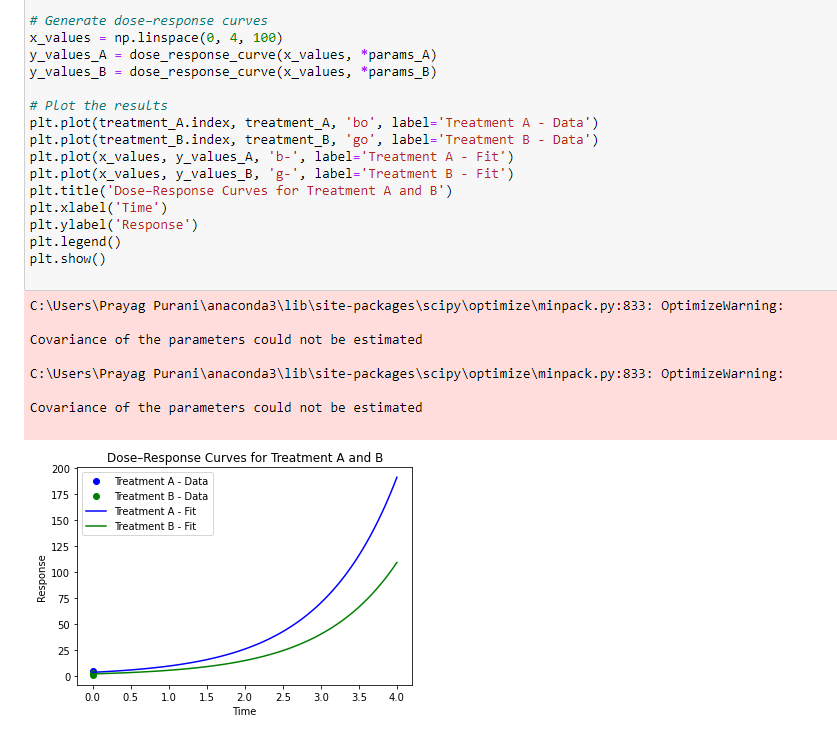 # Generate dose–response curves
x_values = np.linspace(0, 4, 100)
y_values_A = dose_response_curve(x_values, *params_A)
y_values_B = dose_response_curve(x_values, *params_B)
# Plot the results
plt.plot(treatment_A.index, treatment_A, 'bo', label='Treatment A - Data')
plt.plot(treatment_B.index, treatment_B, 'go', label='Treatment B - Data')
plt.plot(x_values, y_values_A, 'b-', label='Treatment A - Fit')
plt.plot(x_values, y_values_B, 'g-', label='Treatment B - Fit')
plt.title('Dose–Response Curves for Treatment A and B')
plt.xlabel('Time')
plt.ylabel('Response')
plt.legend()
plt.show()
C:\Users\Prayag Purani\anaconda3\lib\site-packages\scipy\optimize\minpack.py:833: OptimizeWarning:
Covariance of the parameters could not be estimated
C:\Users\Prayag Purani\anaconda3\lib\site-packages\scipy\optimize\minpack.py:833: OptimizeWarning:
Covariance of the parameters could not be estimated
Dose–Response Curves for Treatment A and B
200
175
150
125
100
75
50
25
0
Response
Treatment A - Data
Treatment B - Data
Treatment A - Fit
Treatment B - Fit
0.0 0.5 1.0 1.5 2.0 2.5 3.0 3.5 4.0
Time